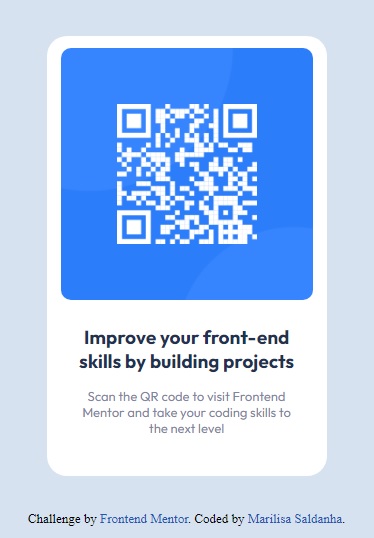 Improve your front-end
skills by building projects
Scan the QR code to visit Frontend
Mentor and take your coding skills to
the next level
Challenge by Frontend Mentor. Coded by Marilisa Saldanha.